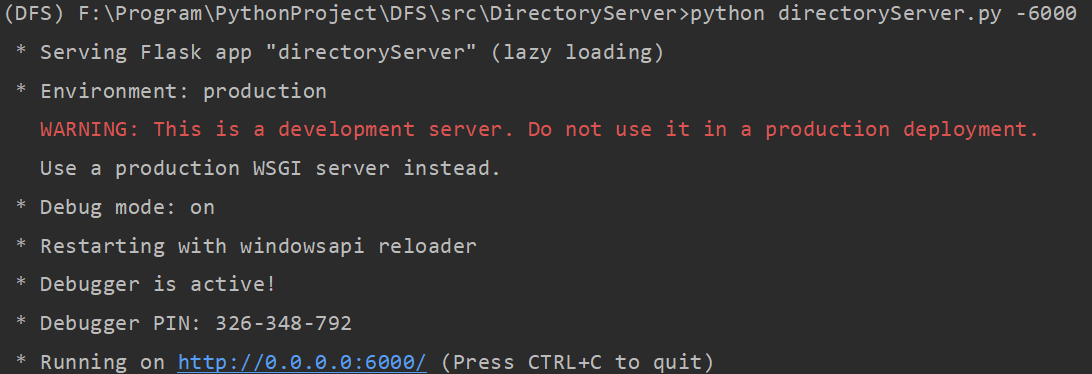 (DFS) F:\Program\PythonProject\DFS\src\DirectoryServer>python directoryServer.py -6000
* Serving Flask app "directoryServer" (lazy loading)
* Environment: production
WARNING: This is a development server. Do not use it in a production deployment.
Use a production WSGI server instead.
* Debug mode: on
* Restarting with windowsapi reloader
* Debugger is active!
* Debugger PIN: 326-348-792
* Running on http://0.0.0.0:6000/ (Press CTRL+C to quit)